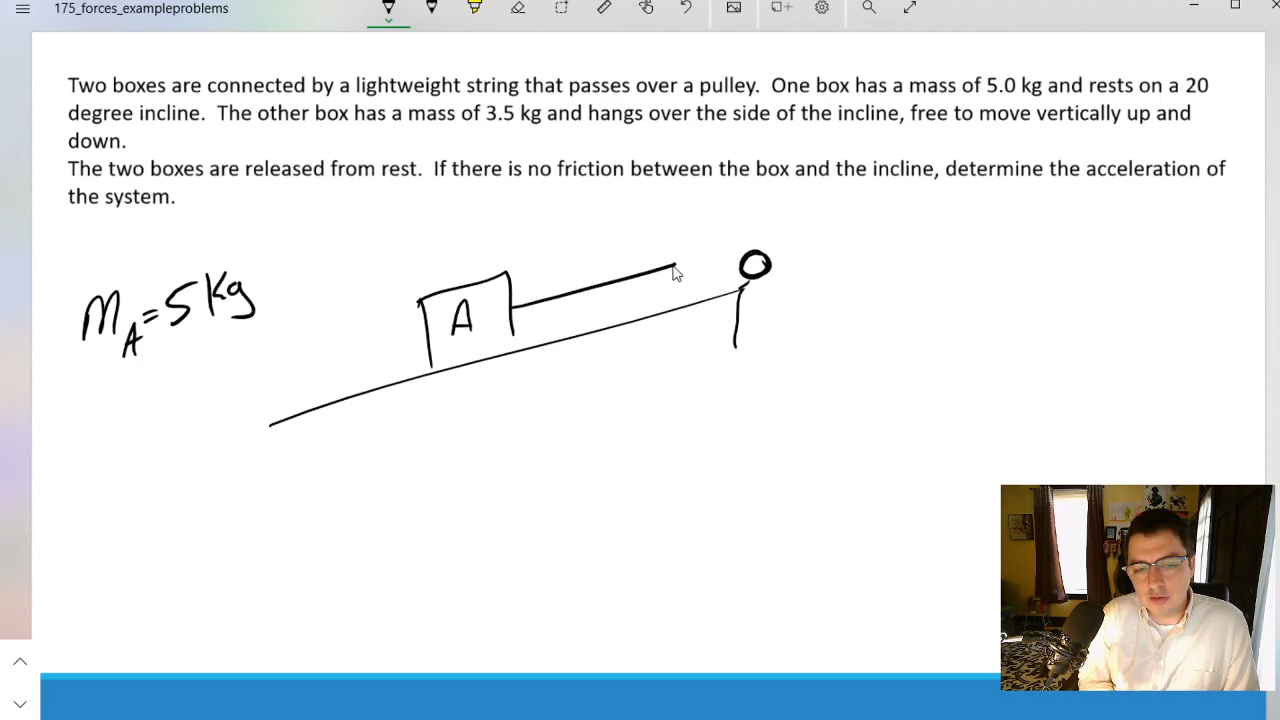 175_forces_exampleproblems
Two boxes are connected by a lightweight string that passes over a pulley.  One box has a mass of 5.0 kg and rests on a 20
degree incline.  The other box has a mass of 3.5 kg and hangs over the side of the incline, free to move vertically up and
down.
The two boxes are released from rest.  If there is no friction between the box and the incline, determine the acceleration of
the system.
M_A = 5 Kg
A